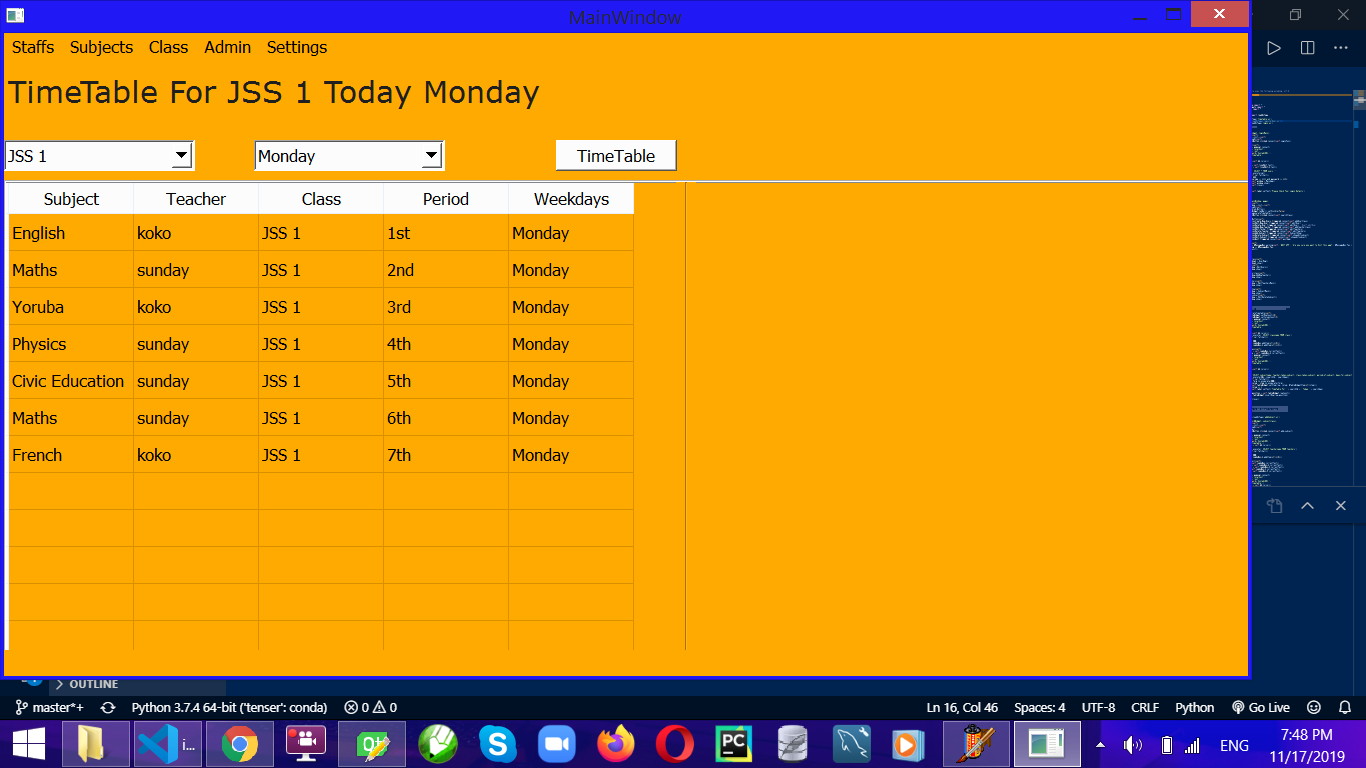 MainWindow
Staffs Subjects Class Admin Settings
TimeTable For JSS 1 Today Monday
JSS 1 Monday TimeTable
Subject Teacher Class Period Weekdays
English koko JSS 1 1st Monday
Maths sunday JSS 1 2nd Monday
Yoruba koko JSS 1 3rd Monday
Physics sunday JSS 1 4th Monday
Civic Education sunday JSS 1 5th Monday
Maths sunday JSS 1 6th Monday
French koko JSS 1 7th Monday
OUTLINE
master*+ Python 3.7.4 64-bit ('tenser': conda) 0 0 Ln 16, Col 46 Spaces: 4 UTF-8 CRLF Python Go Live
i... Qt PC ENG 7:48 PM
11/17/2019